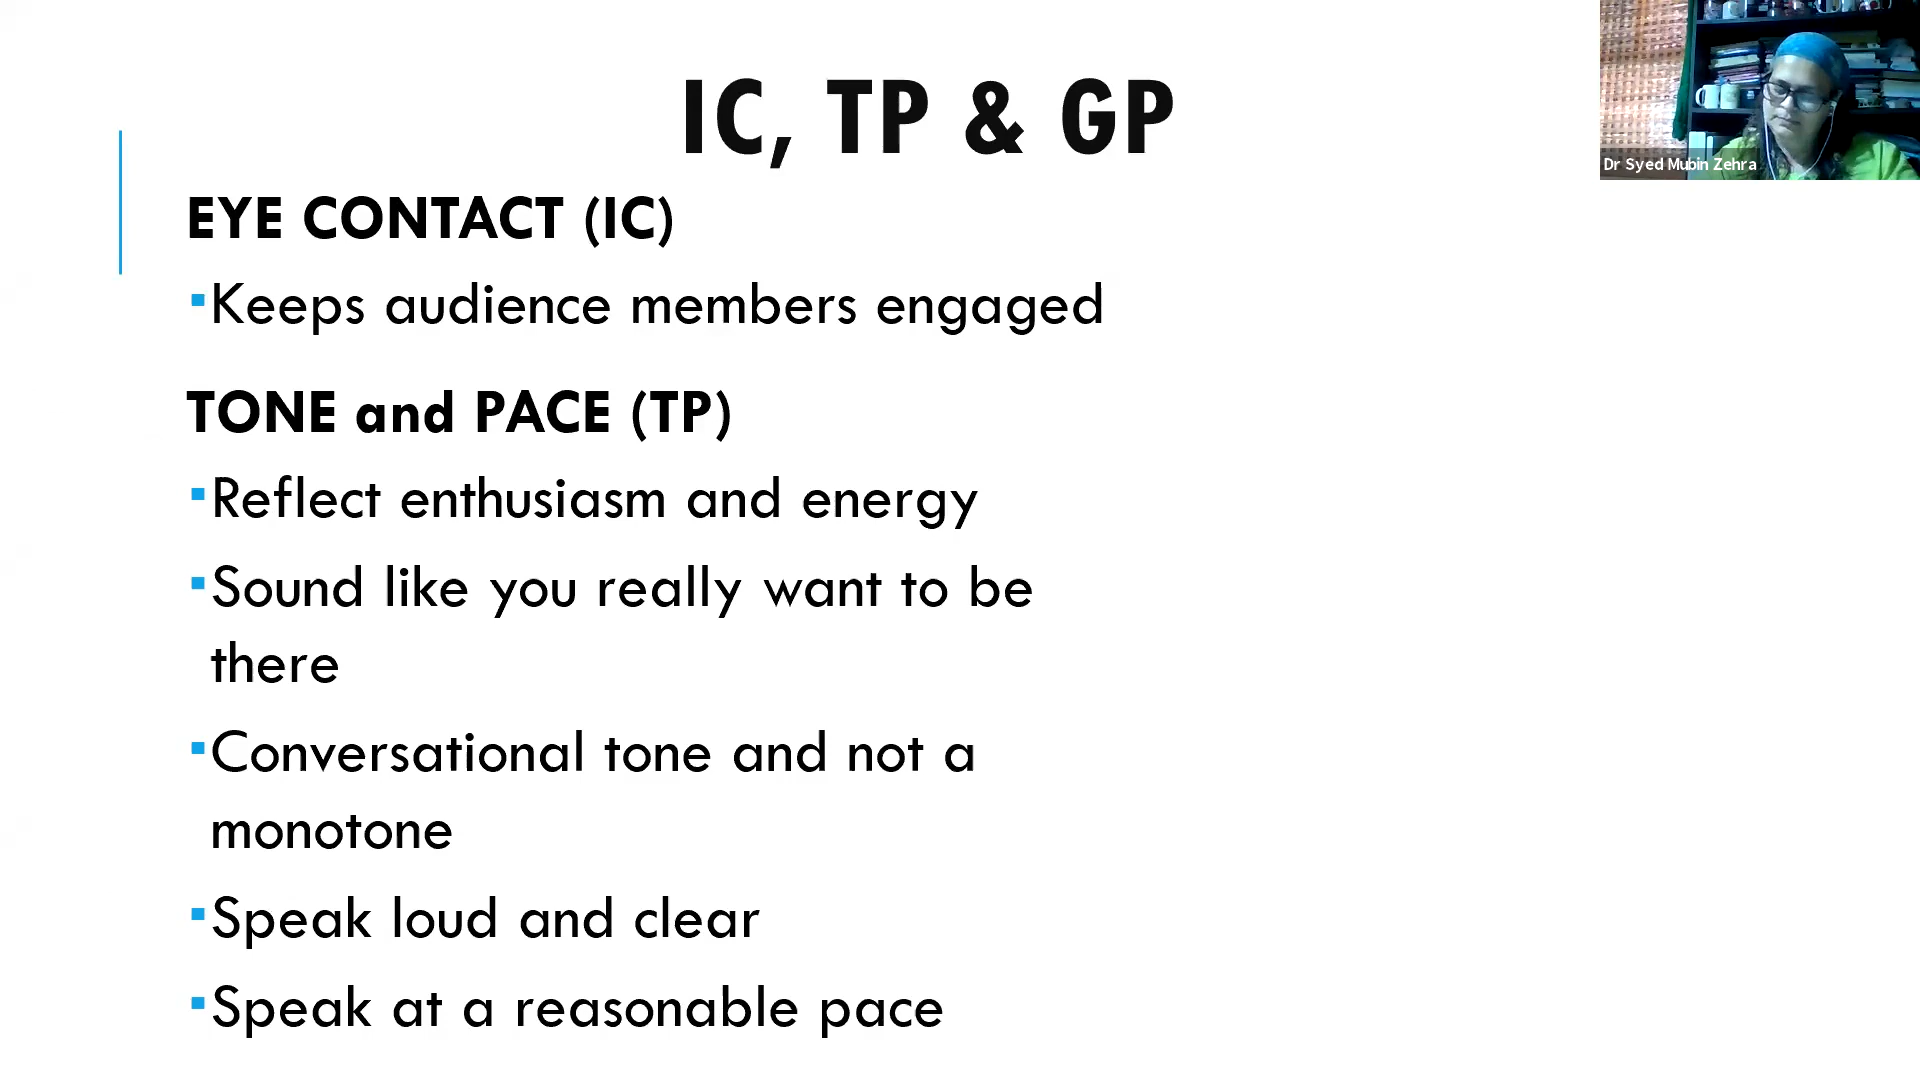 IC, TP & GP
Dr Syed Mubin Zehra
EYE CONTACT (IC)
▪Keeps audience members engaged
TONE and PACE (TP)
▪Reflect enthusiasm and energy
▪Sound like you really want to be
there
▪Conversational tone and not a
monotone
▪Speak loud and clear
▪Speak at a reasonable pace